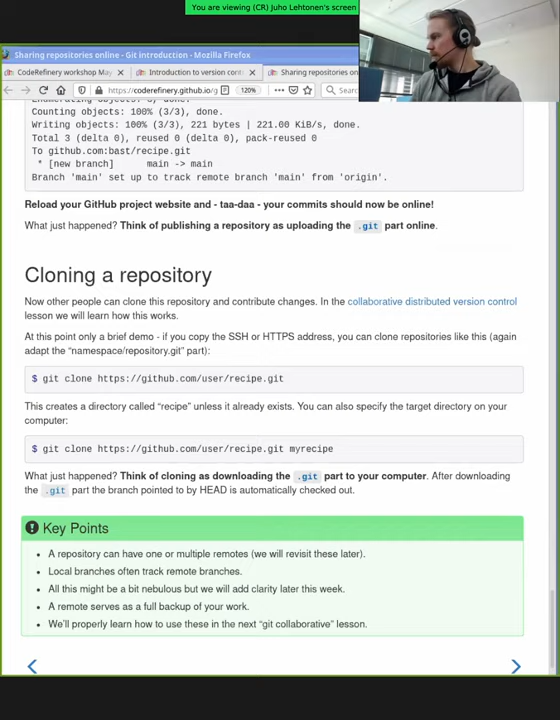 You are viewing (CR) Juho Lehtonen's screen
Sharing repositories online - Git introduction - Mozilla Firefox
CodeRefinery workshop May
Introduction to version cont
Sharing repositories on
https://coderefinery.github.io/g
120%
Sear
Counting objects: 100% (3/3), done.
Writing objects: 100% (3/3), 221 bytes | 221.00 KiB/s, done.
Total 3 (delta 0), reused 0 (delta 0), pack-reused 0
To github.com:bast/recipe.git
* [new branch] main -> main
Branch 'main' set up to track remote branch 'main' from 'origin'.
Reload your GitHub project website and - taa-daa - your commits should now be online!
What just happened? Think of publishing a repository as uploading the .git part online.
Cloning a repository
Now other people can clone this repository and contribute changes. In the collaborative distributed version control
lesson we will learn how this works.
At this point only a brief demo - if you copy the SSH or HTTPS address, you can clone repositories like this (again
adapt the “namespace/repository.git” part):
$ git clone https://github.com/user/recipe.git
This creates a directory called “recipe” unless it already exists. You can also specify the target directory on your
computer:
$ git clone https://github.com/user/recipe.git myrecipe
What just happened? Think of cloning as downloading the .git part to your computer. After downloading
the .git part the branch pointed to by HEAD is automatically checked out.
Key Points
• A repository can have one or multiple remotes (we will revisit these later).
• Local branches often track remote branches.
• All this might be a bit nebulous but we will add clarity later this week.
• A remote serves as a full backup of your work.
• We’ll properly learn how to use these in the next “git collaborative” lesson.